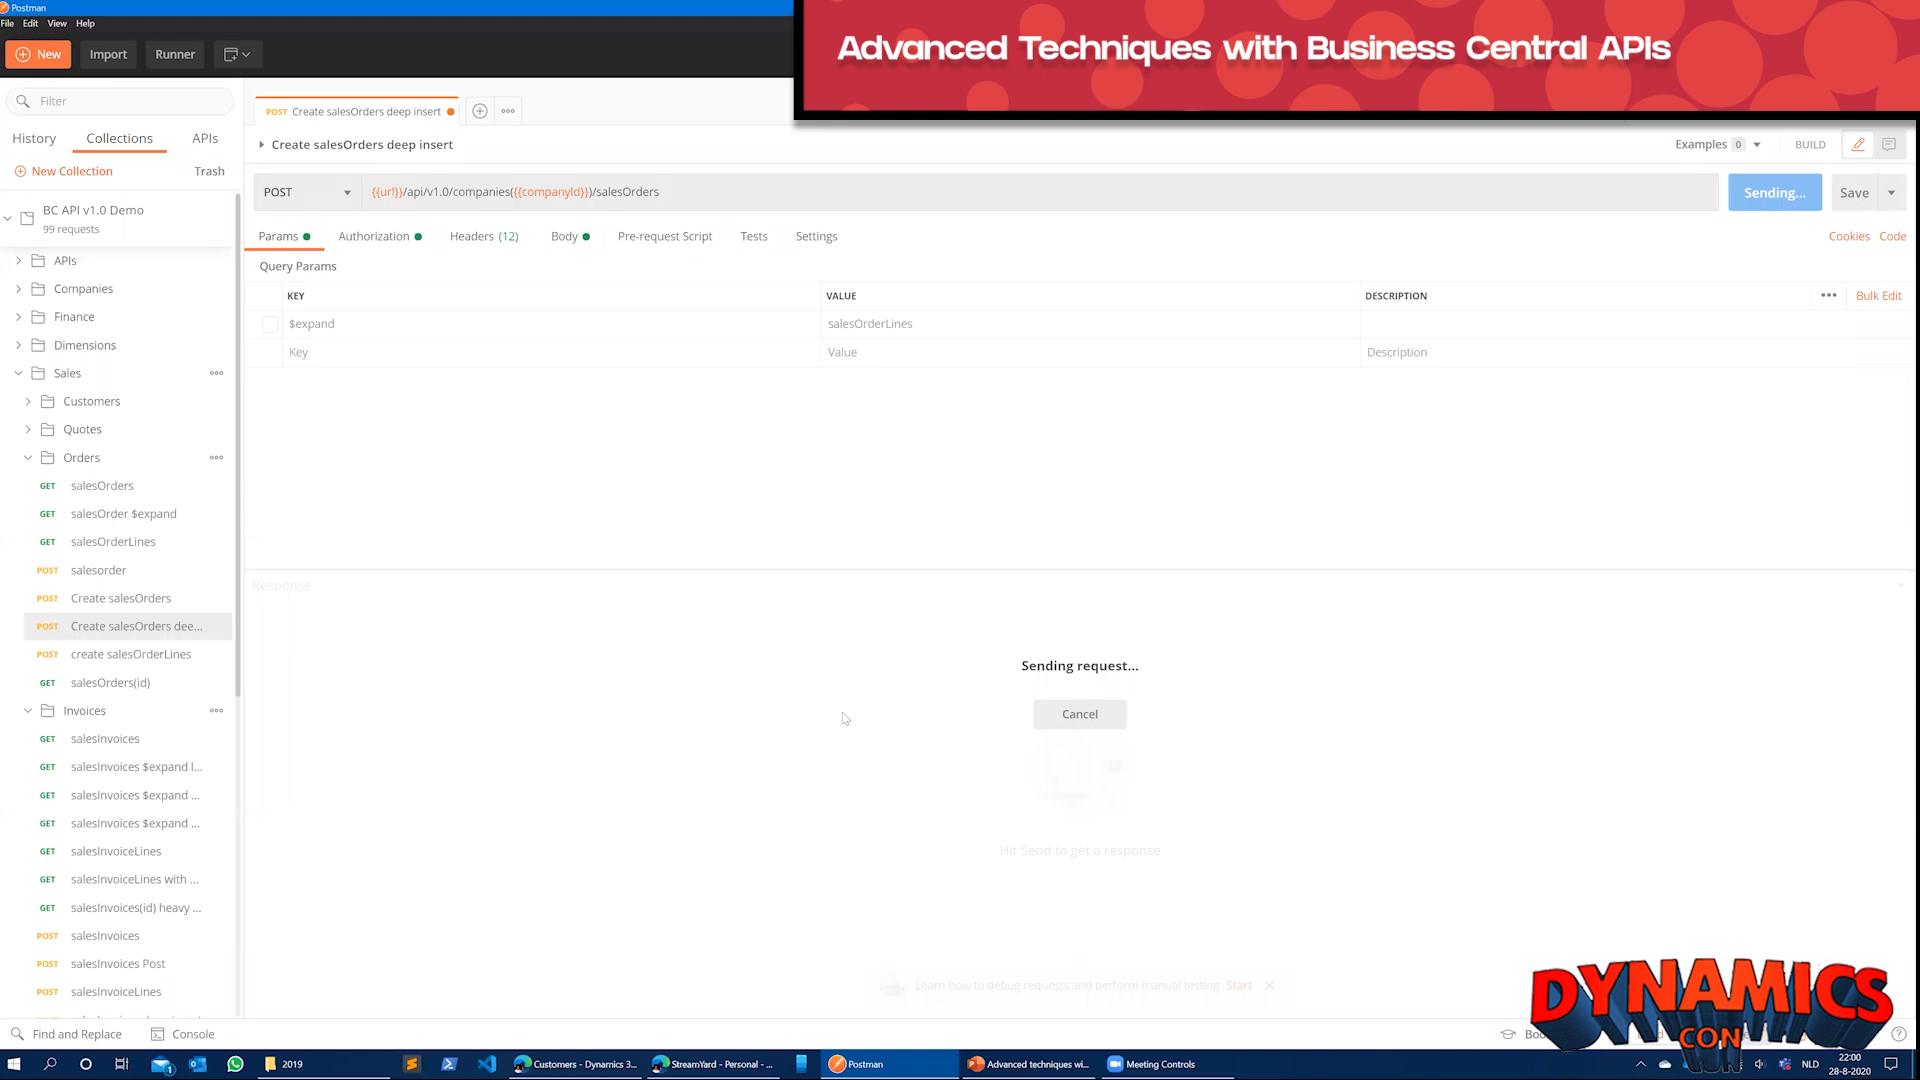 Postman
File Edit View Help
New Import Runner
Advanced Techniques with Business Central APIs
Filter
History Collections APIs
New Collection Trash
BC API v1.0 Demo
99 requests
APIs
Companies
Finance
Dimensions
Sales
Customers
Quotes
Orders
GET salesOrders
GET salesOrder $expand
GET salesOrderLines
POST salesorder
POST Create salesOrders
POST Create salesOrders dee...
POST create salesOrderLines
GET salesOrders(id)
Invoices
GET salesInvoices
GET salesInvoices $expand l...
GET salesInvoices $expand ...
GET salesInvoices $expand ...
GET salesInvoiceLines
GET salesInvoiceLines with ...
GET salesInvoices(id) heavy ...
POST salesInvoices
POST salesInvoices Post
POST salesInvoiceLines
POST Create salesOrders deep insert
Create salesOrders deep insert
Examples 0 BUILD
POST {{url}}/api/v1.0/companies({{companyId}})/salesOrders Sending... Save
Params Authorization Headers (12) Body Pre-request Script Tests Settings Cookies Code
Query Params
KEY VALUE DESCRIPTION Bulk Edit
$expand salesOrderLines
Key Value Description
Response
Sending request...
Cancel
Hit Send to get a response
Learn how to debug requests and perform manual testing Start
DYNAMICS
CON
Find and Replace Console
2019
Customers - Dynamics 3...
StreamYard - Personal - ...
Postman
Advanced techniques wi...
Meeting Controls
NLD
22:00
28-8-2020